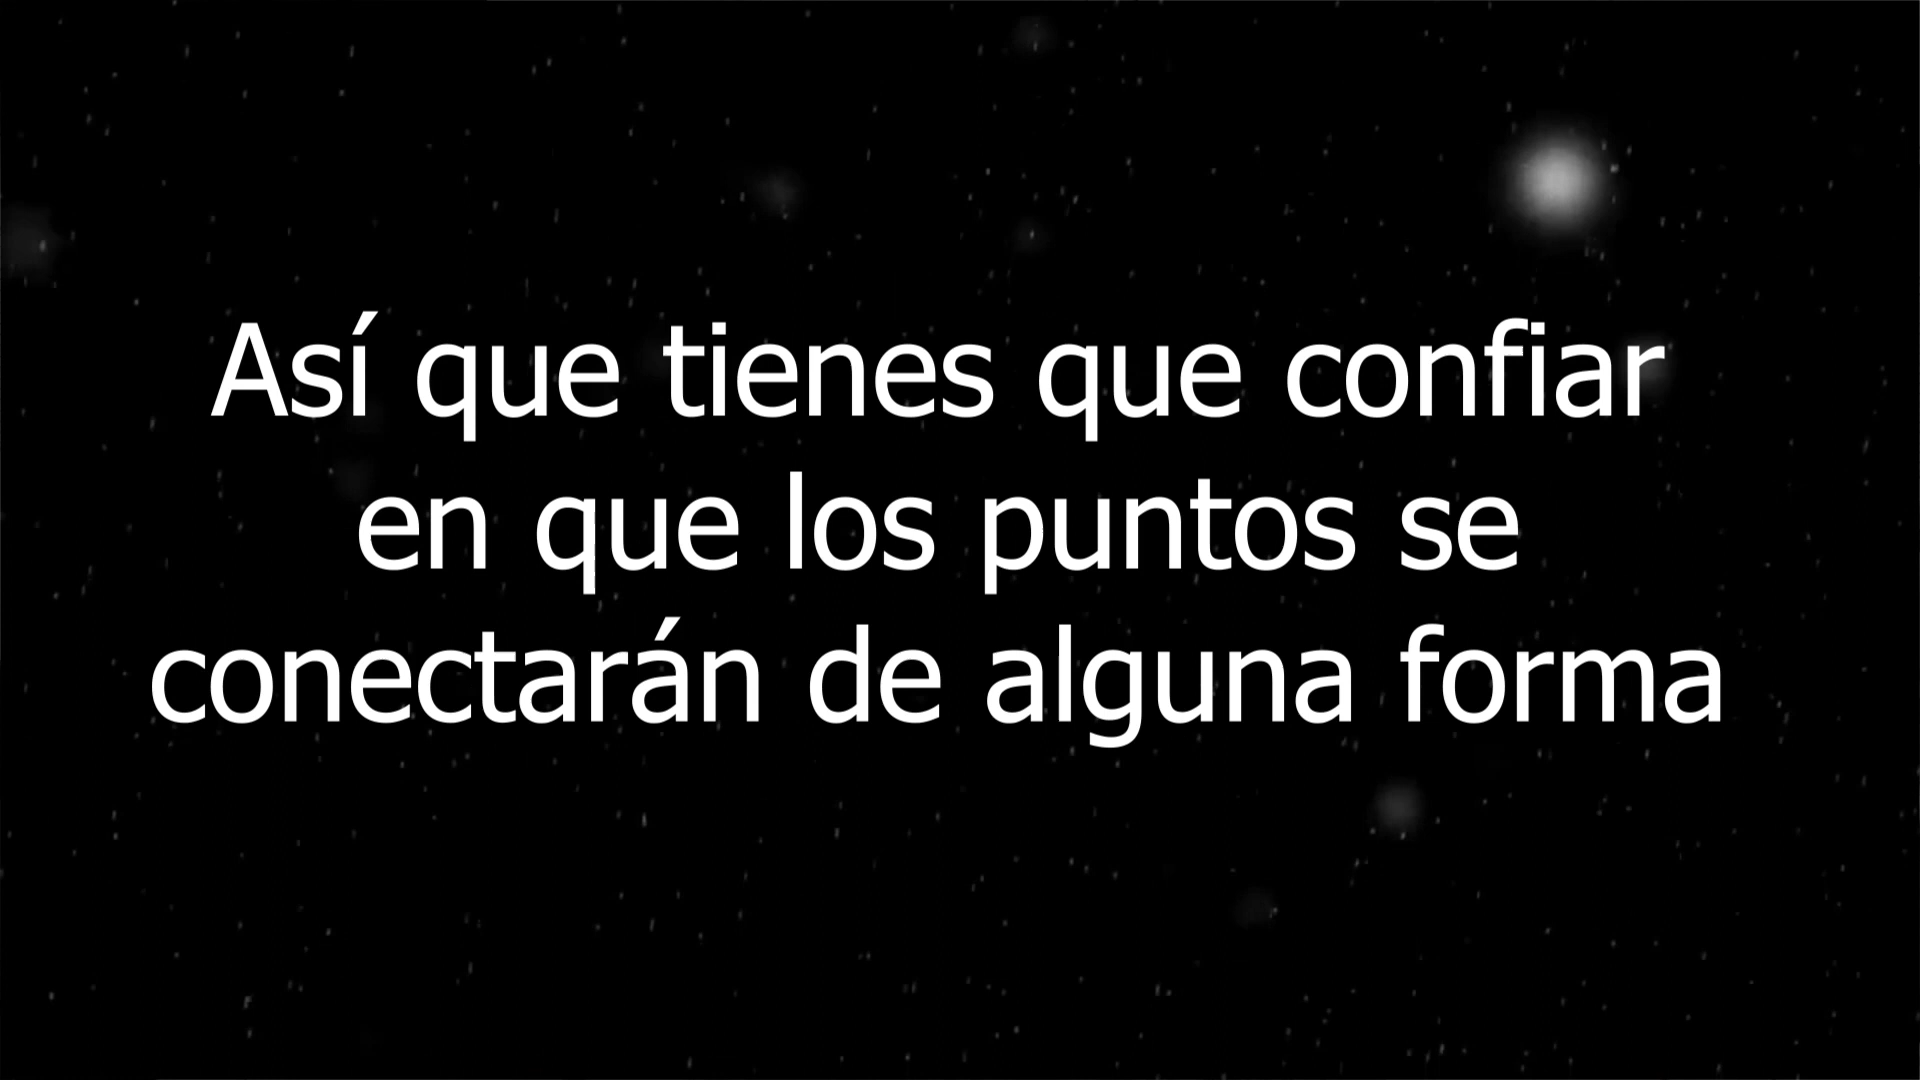 Así que tienes que confiar
en que los puntos se
conectarán de alguna forma